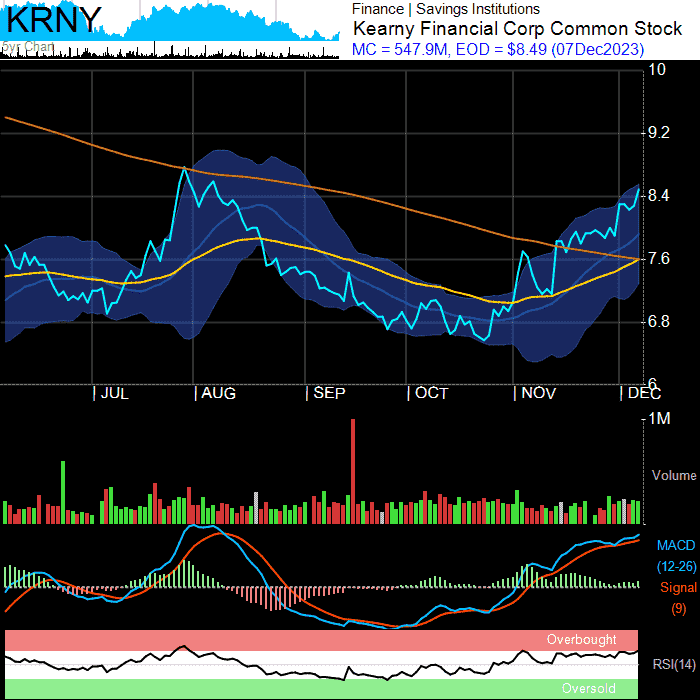 KRNY
5yr Chart
Finance | Savings Institutions
Kearny Financial Corp Common Stock
MC = 547.9M, EOD = $8.49 (07Dec2023)
10
9.2
8.4
7.6
6.8
6
| JUL | AUG | SEP | OCT | NOV | DEC
1M
Volume
MACD
(12-26)
Signal
(9)
Overbought
RSI(14)
Oversold